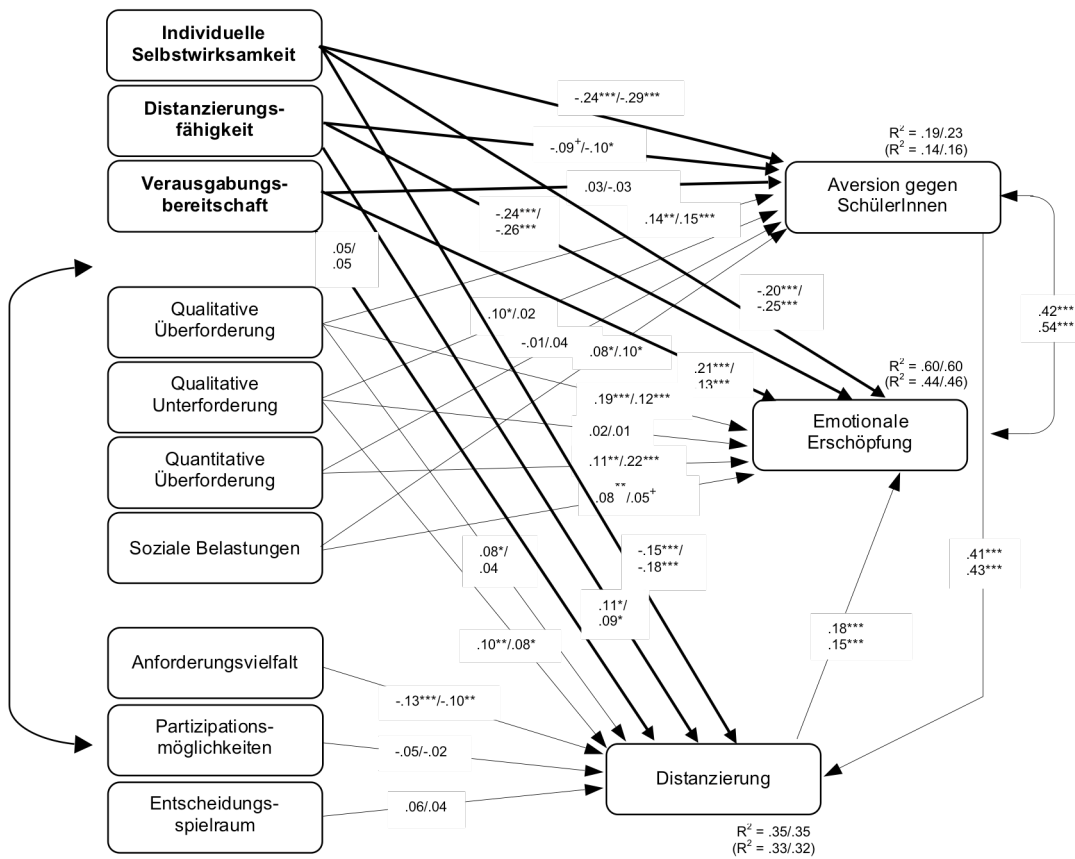 Individuelle
Selbstwirksamkeit
Distanzierungs-
fähigkeit
Verausgabungs-
bereitschaft
Qualitative
Überforderung
Qualitative
Unterforderung
Quantitative
Überforderung
Soziale Belastungen
Anforderungsvielfalt
Partizipations-
möglichkeiten
Entscheidungs-
spielraum
-.24***/-.29***
-.09+/-.10*
.03/-.03
-.24***/
-.26***
.14**/.15***
.05/
.05
-.20***/
-.25***
.10*/.02
-.01/.04
.08*/.10*
.21***/
.13***
.19***/.12***
.02/.01
.11**/.22***
.08**/.05+
.08*/
.04
-.15***/
-.18***
.11*/
.09*
.10**/.08*
-.13***/-.10**
-.05/-.02
.06/.04
R² = .19/.23
(R² = .14/.16)
Aversion gegen
SchülerInnen
.42***
.54***
R² = .60/.60
(R² = .44/.46)
Emotionale
Erschöpfung
.41***
.43***
.18***
.15***
Distanzierung
R² = .35/.35
(R² = .33/.32)